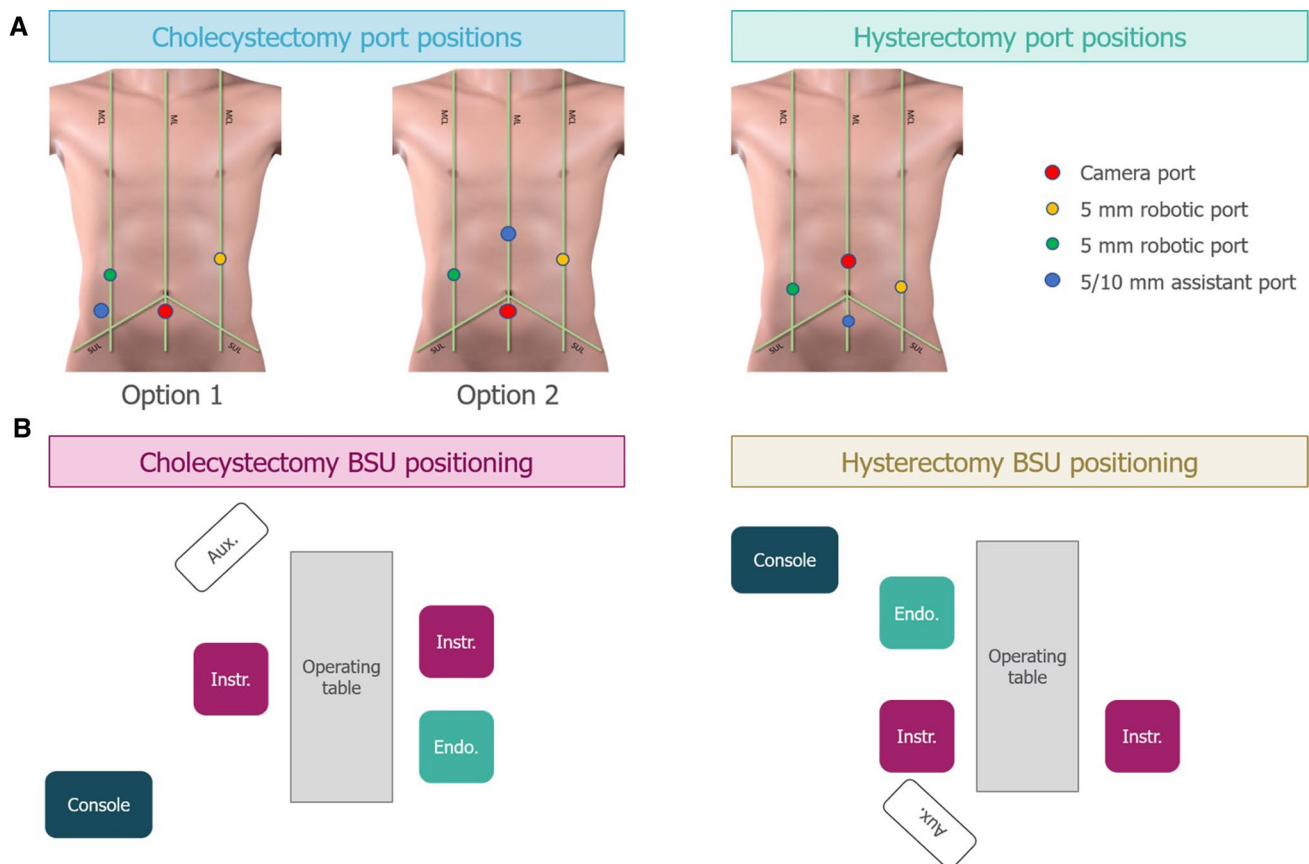 A
Cholecystectomy port positions
Hysterectomy port positions
MCL
ML
MCL
SUL
SUL
Option 1
MCL
ML
MCL
SUL
SUL
Option 2
MCL
ML
MCL
SUL
SUL
Camera port
5 mm robotic port
5 mm robotic port
5/10 mm assistant port
B
Cholecystectomy BSU positioning
Aux.
Instr.
Operating
table
Instr.
Endo.
Console
Hysterectomy BSU positioning
Console
Endo.
Operating
table
Instr.
Instr.
Aux.